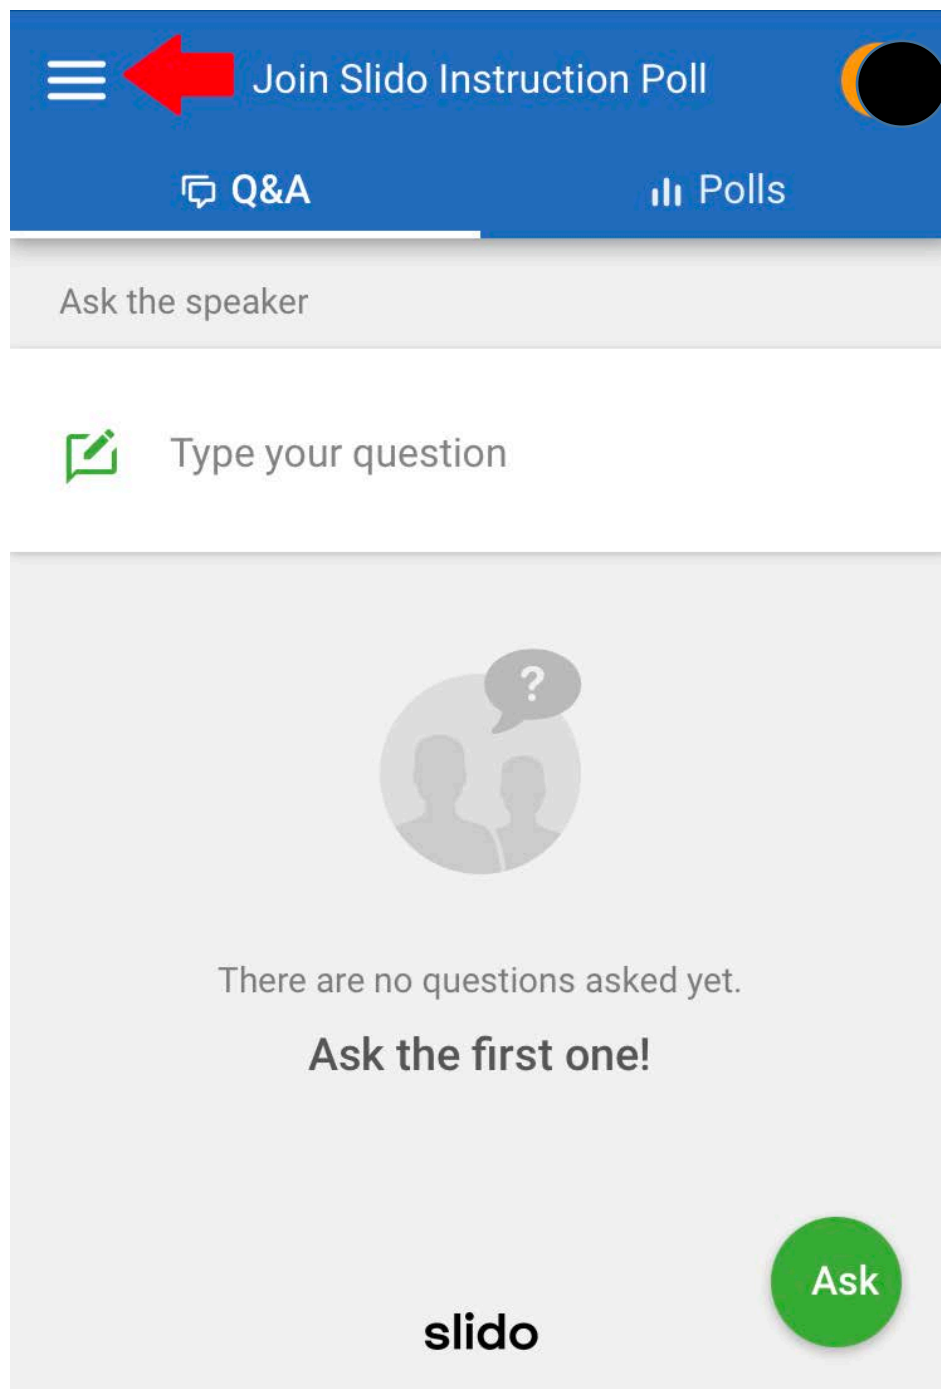 Join Slido Instruction Poll
Q&A
Polls
Ask the speaker
Type your question
?
There are no questions asked yet.
Ask the first one!
Ask
slido